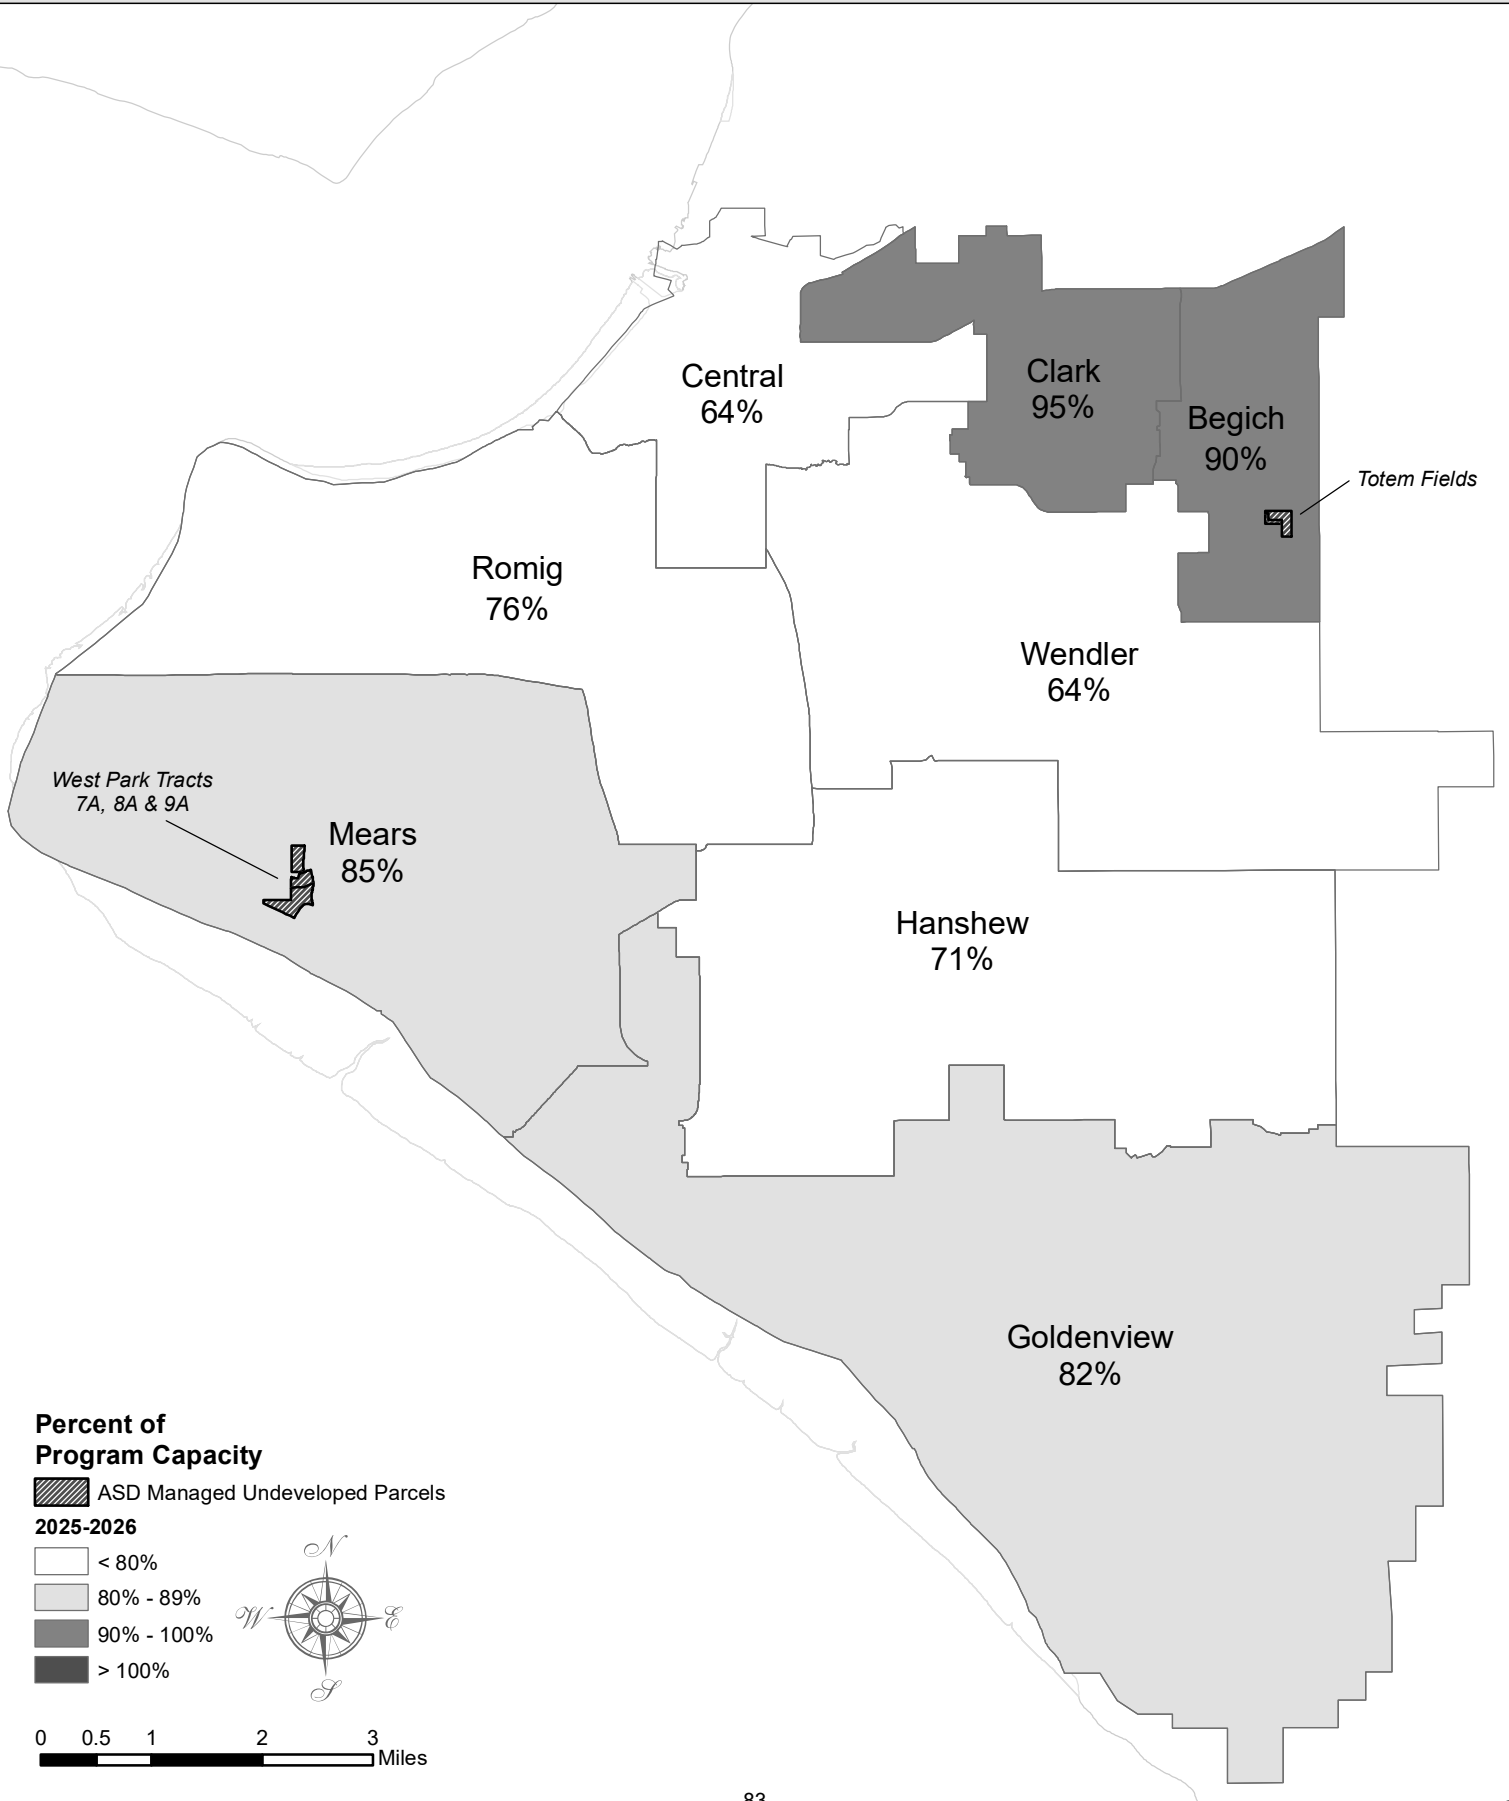 Central
64%
Clark
95%
Begich
90%
Totem Fields
Romig
76%
Wendler
64%
West Park Tracts
7A, 8A & 9A
Mears
85%
Hanshew
71%
Goldenview
82%
Percent of
Program Capacity
ASD Managed Undeveloped Parcels
2025-2026
< 80%
80% - 89%
90% - 100%
> 100%
N
W
E
S
0 0.5 1 2 3
Miles
83